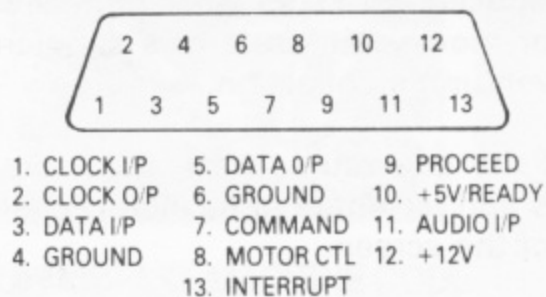 2 4 6 8 10 12
1 3 5 7 9 11 13
1. CLOCK I/P 5. DATA 0/P 9. PROCEED
2. CLOCK O/P 6. GROUND 10. +5V/READY
3. DATA I/P 7. COMMAND 11. AUDIO I/P
4. GROUND 8. MOTOR CTL 12. +12V
13. INTERRUPT